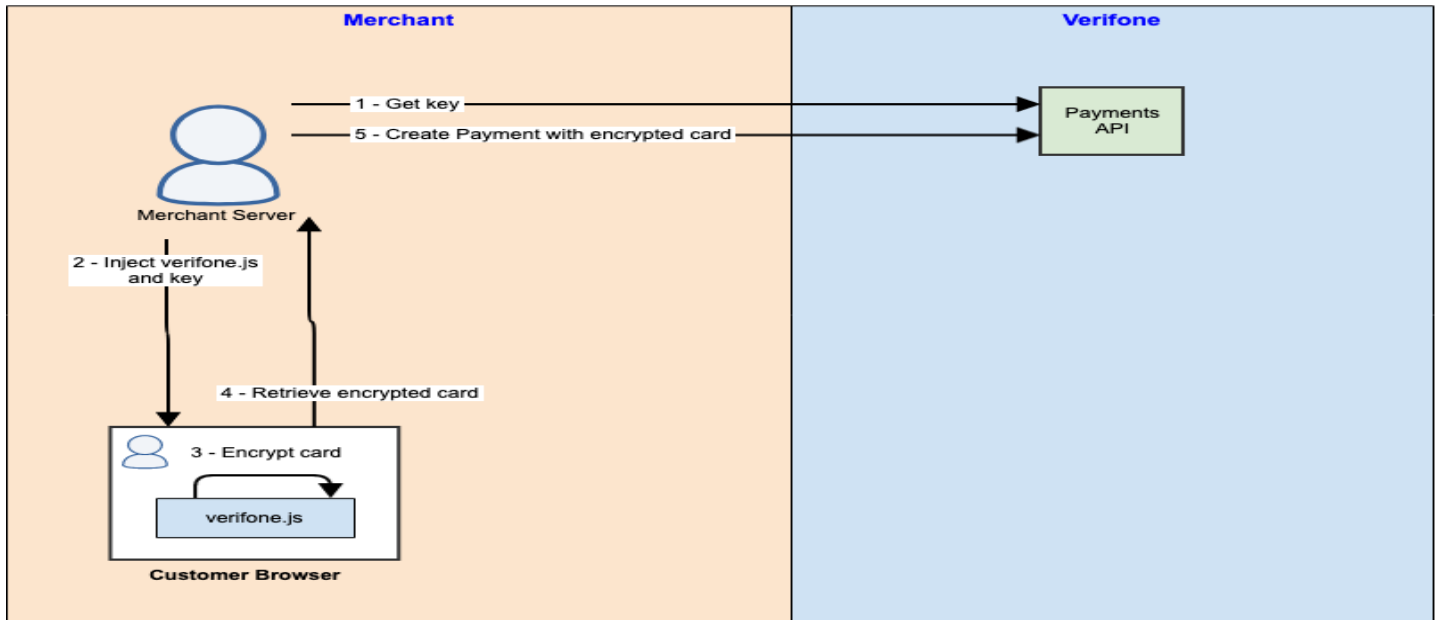 Merchant
Verifone
1 - Get key
5 - Create Payment with encrypted card
Payments
API
Merchant Server
2 - Inject verifone.js
and key
4 - Retrieve encrypted card
3 - Encrypt card
verifone.js
Customer Browser